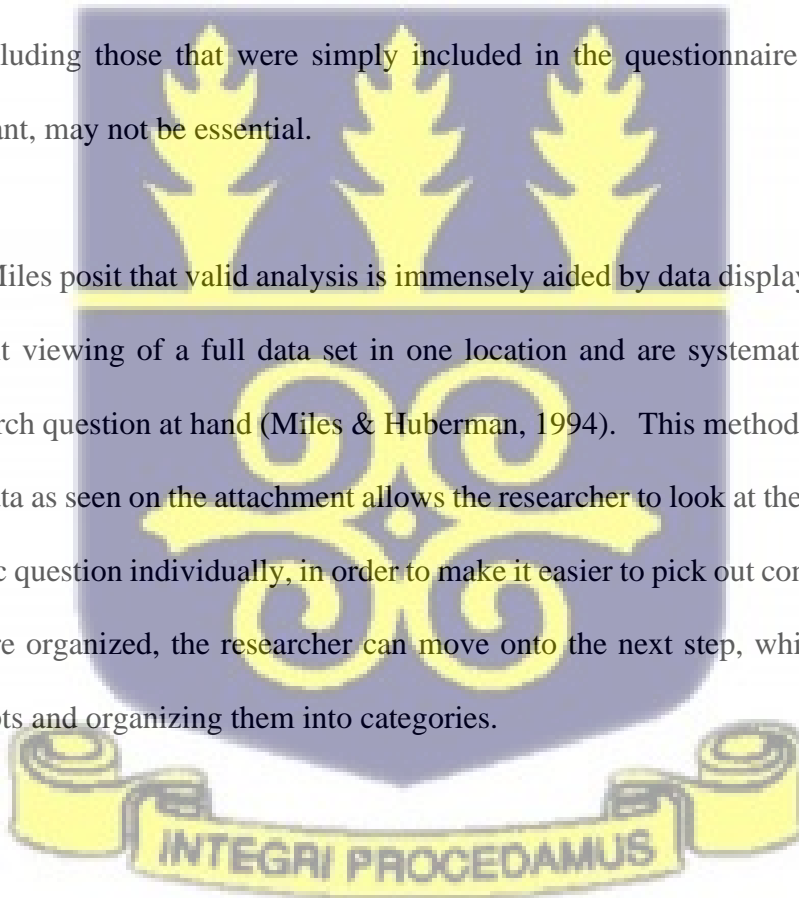 cluding those that were simply included in the questionnaire
ant, may not be essential.
Miles posit that valid analysis is immensely aided by data display
t viewing of a full data set in one location and are systemat
rch question at hand (Miles & Huberman, 1994). This method
ata as seen on the attachment allows the researcher to look at the
c question individually, in order to make it easier to pick out con
re organized, the researcher can move onto the next step, whi
pts and organizing them into categories.
INTEGRI PROCEDAMUS